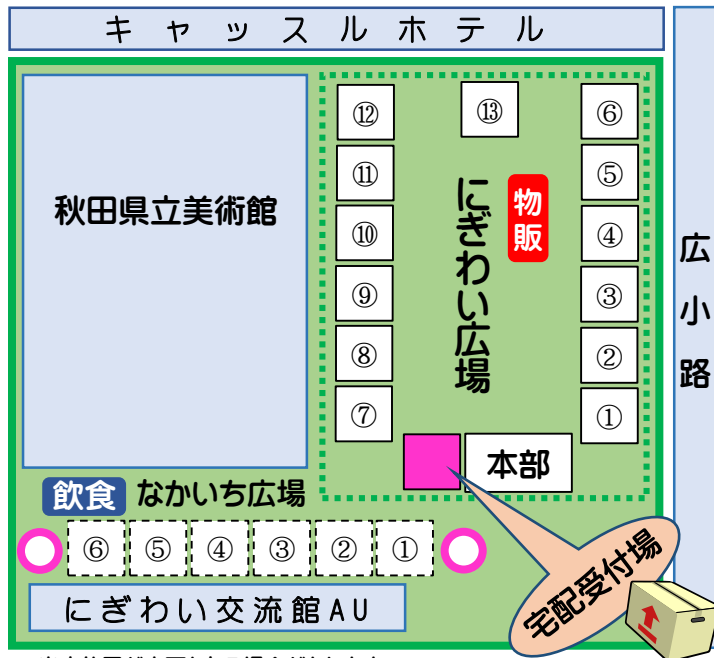 キャッスルホテル
秋田県立美術館
⑫
⑬
⑥
⑪
⑤
⑩
④
⑨
③
⑧
②
⑦
①
物販
にぎわい広場
広小路
本部
飲食 なかいち広場
⑥ ⑤ ④ ③ ② ①
宅配受付場
にぎわい交流館AU